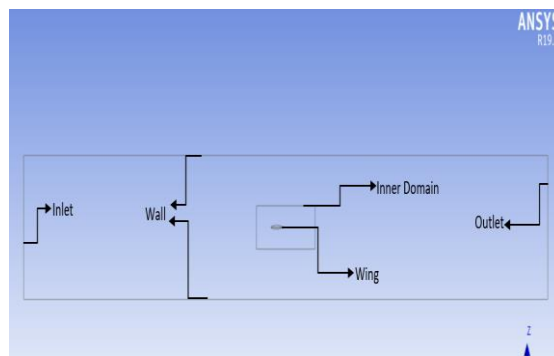 ANSYS
R19.
Inner Domain
Inlet
Wall
Outlet
Wing
Z